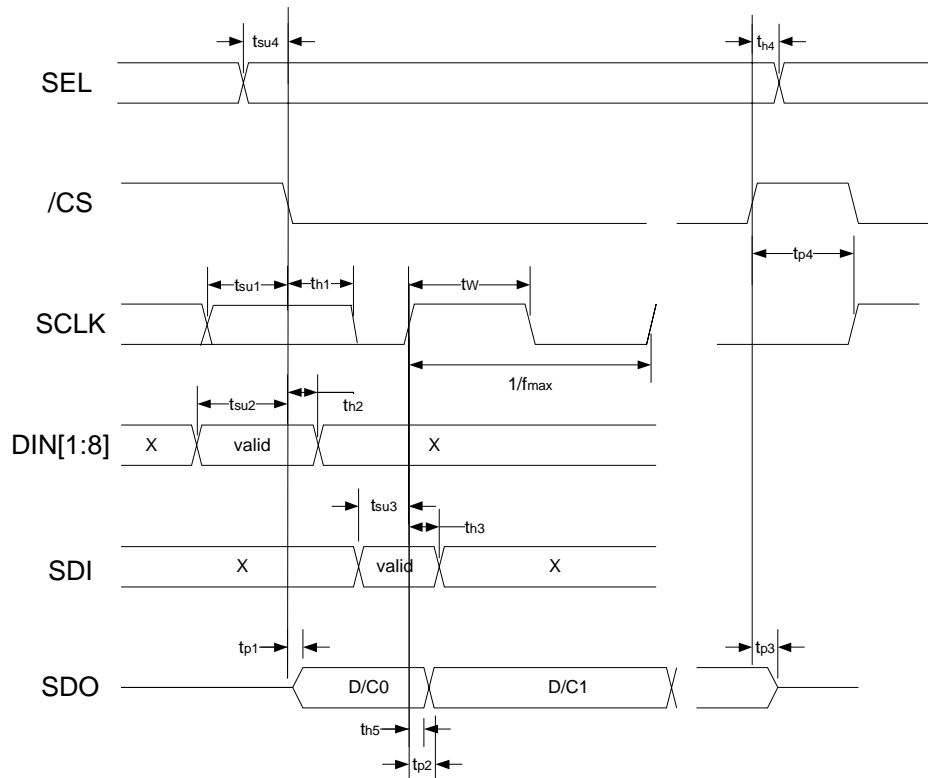 tsu4
th4
SEL
/CS
tp4
tsu1
th1
tW
SCLK
1/fmax
tsu2
th2
DIN[1:8]
X
valid
X
tsu3
th3
SDI
X
valid
X
tp1
tp3
SDO
D/C0
D/C1
th5
tp2